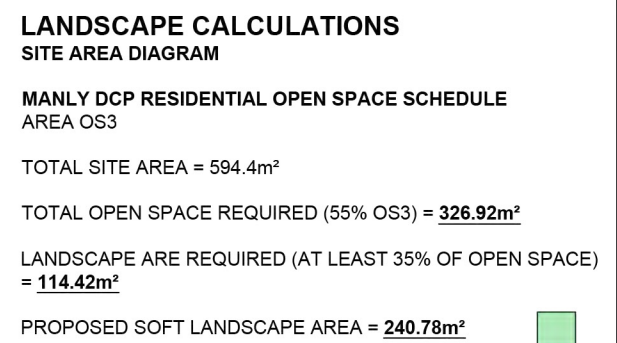 LANDSCAPE CALCULATIONS
SITE AREA DIAGRAM
MANLY DCP RESIDENTIAL OPEN SPACE SCHEDULE
AREA OS3
TOTAL SITE AREA = 594.4m²
TOTAL OPEN SPACE REQUIRED (55% OS3) = 326.92m²
LANDSCAPE ARE REQUIRED (AT LEAST 35% OF OPEN SPACE)
= 114.42m²
PROPOSED SOFT LANDSCAPE AREA = 240.78m²